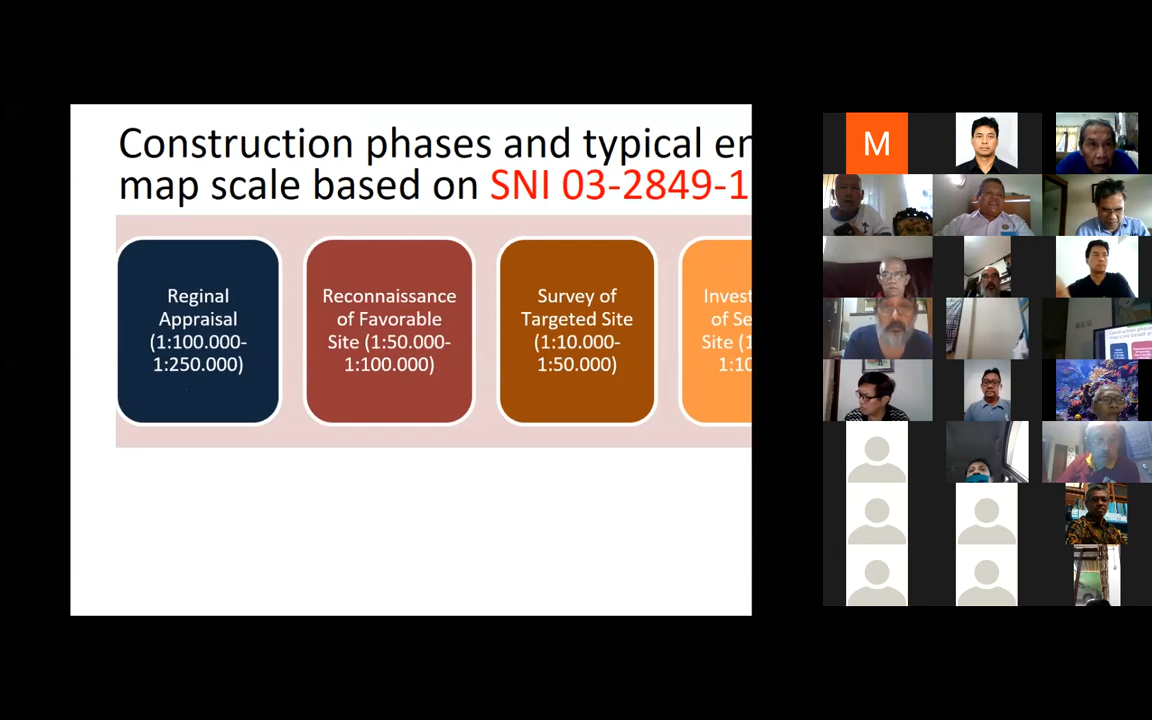 Construction phases and typical en
map scale based on SNI 03-2849-1
Reginal
Appraisal
(1:100.000-
1:250.000)
Reconnaissance
of Favorable
Site (1:50.000-
1:100.000)
Survey of
Targeted Site
(1:10.000-
1:50.000)
Invest
of Se
Site (1
1:10
M